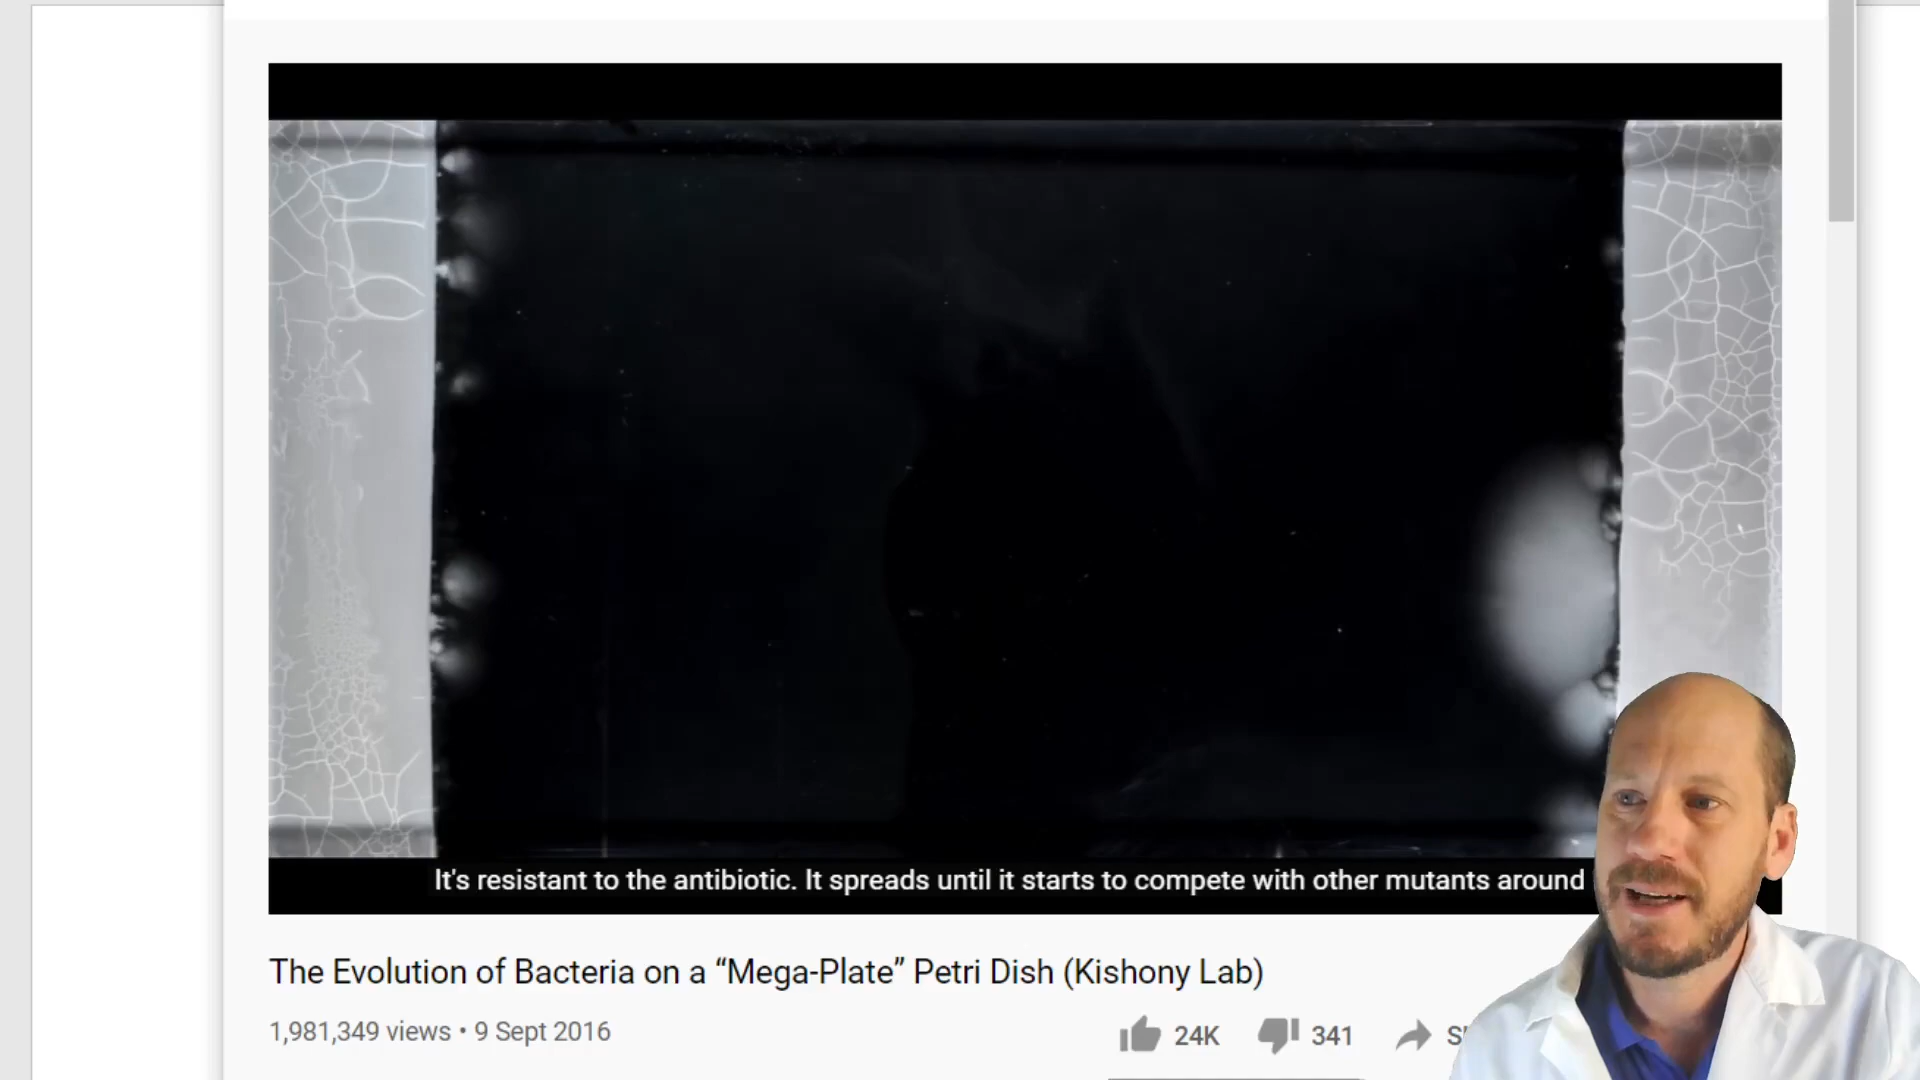 It's resistant to the antibiotic. It spreads until it starts to compete with other mutants around
The Evolution of Bacteria on a “Mega-Plate” Petri Dish (Kishony Lab)
1,981,349 views • 9 Sept 2016
24K 341